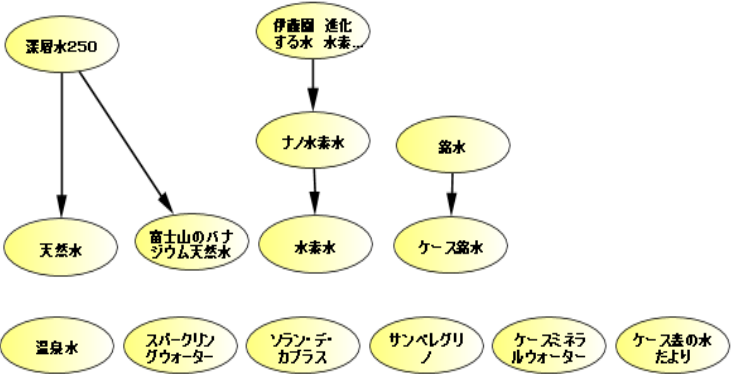 深層水250
伊藤園 進化
する水 水素...
ナノ水素水
銘水
天然水
富士山のバナ
ジウム天然水
水素水
ケース銘水
温泉水
スパークリン
グウォーター
ソラン・デ・
カブラス
サンペレグリ
ノ
ケースミネラ
ルウォーター
ケース森の水
だより